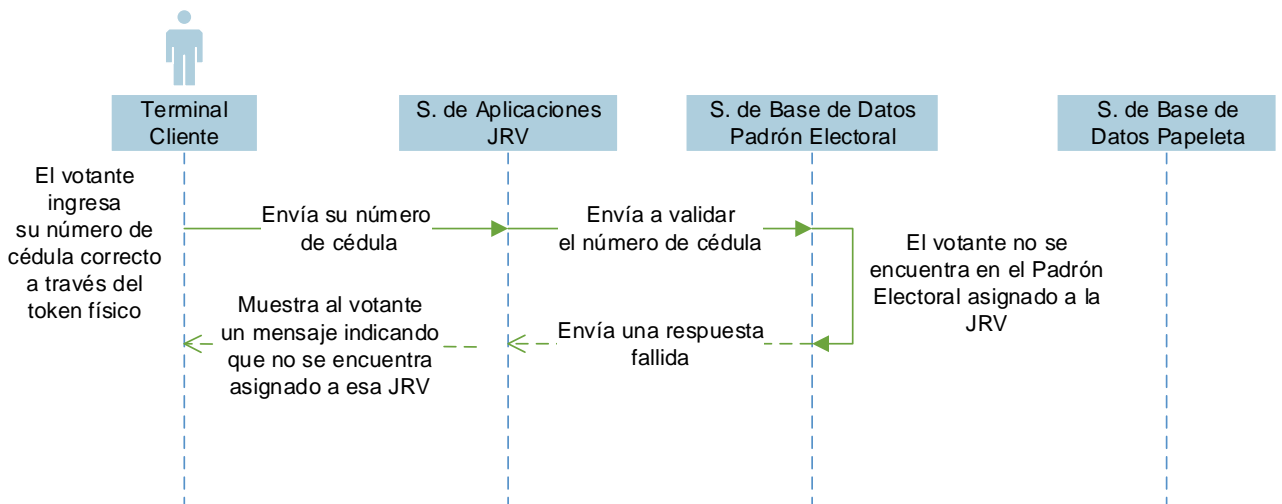 Terminal
Cliente
S. de Aplicaciones
JRV
S. de Base de Datos
Padrón Electoral
S. de Base de
Datos Papeleta
El votante
ingresa
su número de
cédula correcto
a través del
token físico
Envía su número
de cédula
Envía a validar
el número de cédula
El votante no se
encuentra en el Padrón
Electoral asignado a la
JRV
Muestra al votante
un mensaje indicando
que no se encuentra
asignado a esa JRV
Envía una respuesta
fallida